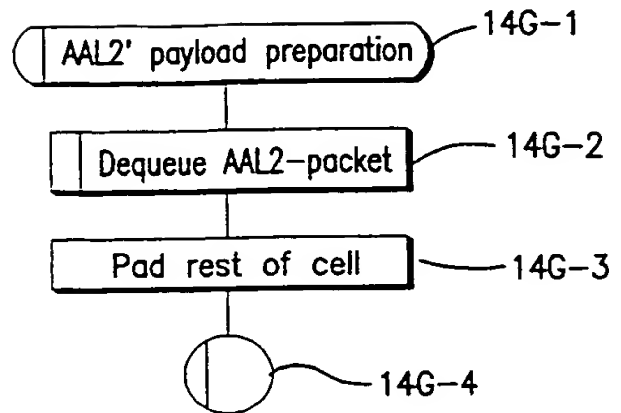 AAL2' payload preparation
14G-1
Dequeue AAL2-packet
14G-2
Pad rest of cell
14G-3
14G-4